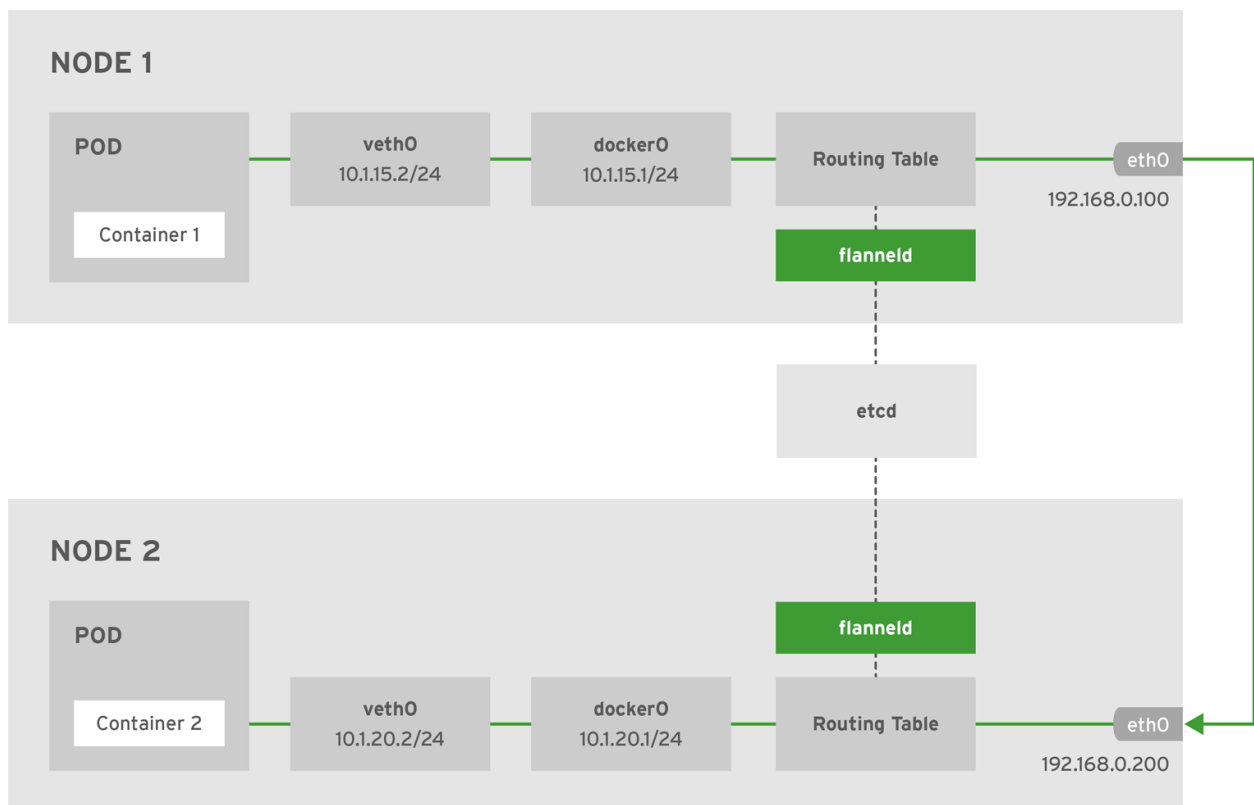 NODE 1
POD
Container 1
veth0
10.1.15.2/24
docker0
10.1.15.1/24
Routing Table
eth0
192.168.0.100
flanneld
etcd
NODE 2
flanneld
POD
Container 2
veth0
10.1.20.2/24
docker0
10.1.20.1/24
Routing Table
eth0
192.168.0.200